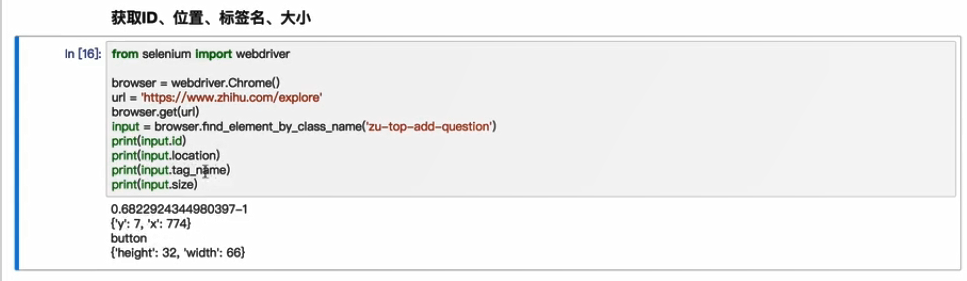 获取ID、位置、标签名、大小
In [16]: from selenium import webdriver
browser = webdriver.Chrome()
url = 'https://www.zhihu.com/explore'
browser.get(url)
input = browser.find_element_by_class_name('zu-top-add-question')
print(input.id)
print(input.location)
print(input.tag_name)
print(input.size)
0.6822924344980397-1
{'y': 7, 'x': 774}
button
{'height': 32, 'width': 66}